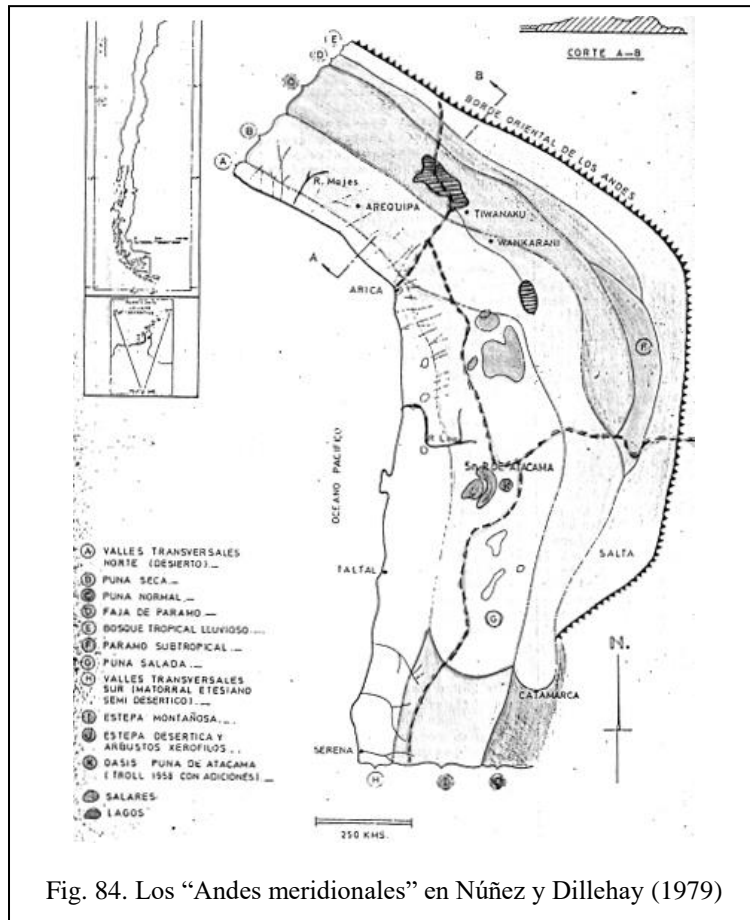 E
D
C
B
A
CORTE A-B
B
BORDE ORIENTAL DE LOS ANDES
R. Majes
AREQUIPA
TIWANAKU
WANKARANI
A
ARICA
F
R. Loa
OCEANO PACIFICO
Sn. P. DE ATACAMA
K
SALTA
TALTAL
G
N.
CATAMARCA
SERENA
H
I
J
250 KMS.
A VALLES TRANSVERSALES
NORTE (DESIERTO)._
B PUNA SECA._
C PUNA NORMAL_
D FAJA DE PARAMO._
E BOSQUE TROPICAL LLUVIOSO....
F PARAMO SUBTROPICAL._
G PUNA SALADA._
H VALLES TRANSVERSALES
SUR (MATORRAL ETESIANO
SEMI DESERTICO)._
I ESTEPA MONTAÑOSA._
J ESTEPA DESERTICA Y
ARBUSTOS XEROFILOS..
K OASIS PUNA DE ATACAMA
(TROLL 1958 CON ADICIONES)_
SALARES
LAGOS
Fig. 84. Los “Andes meridionales” en Núñez y Dillehay (1979)